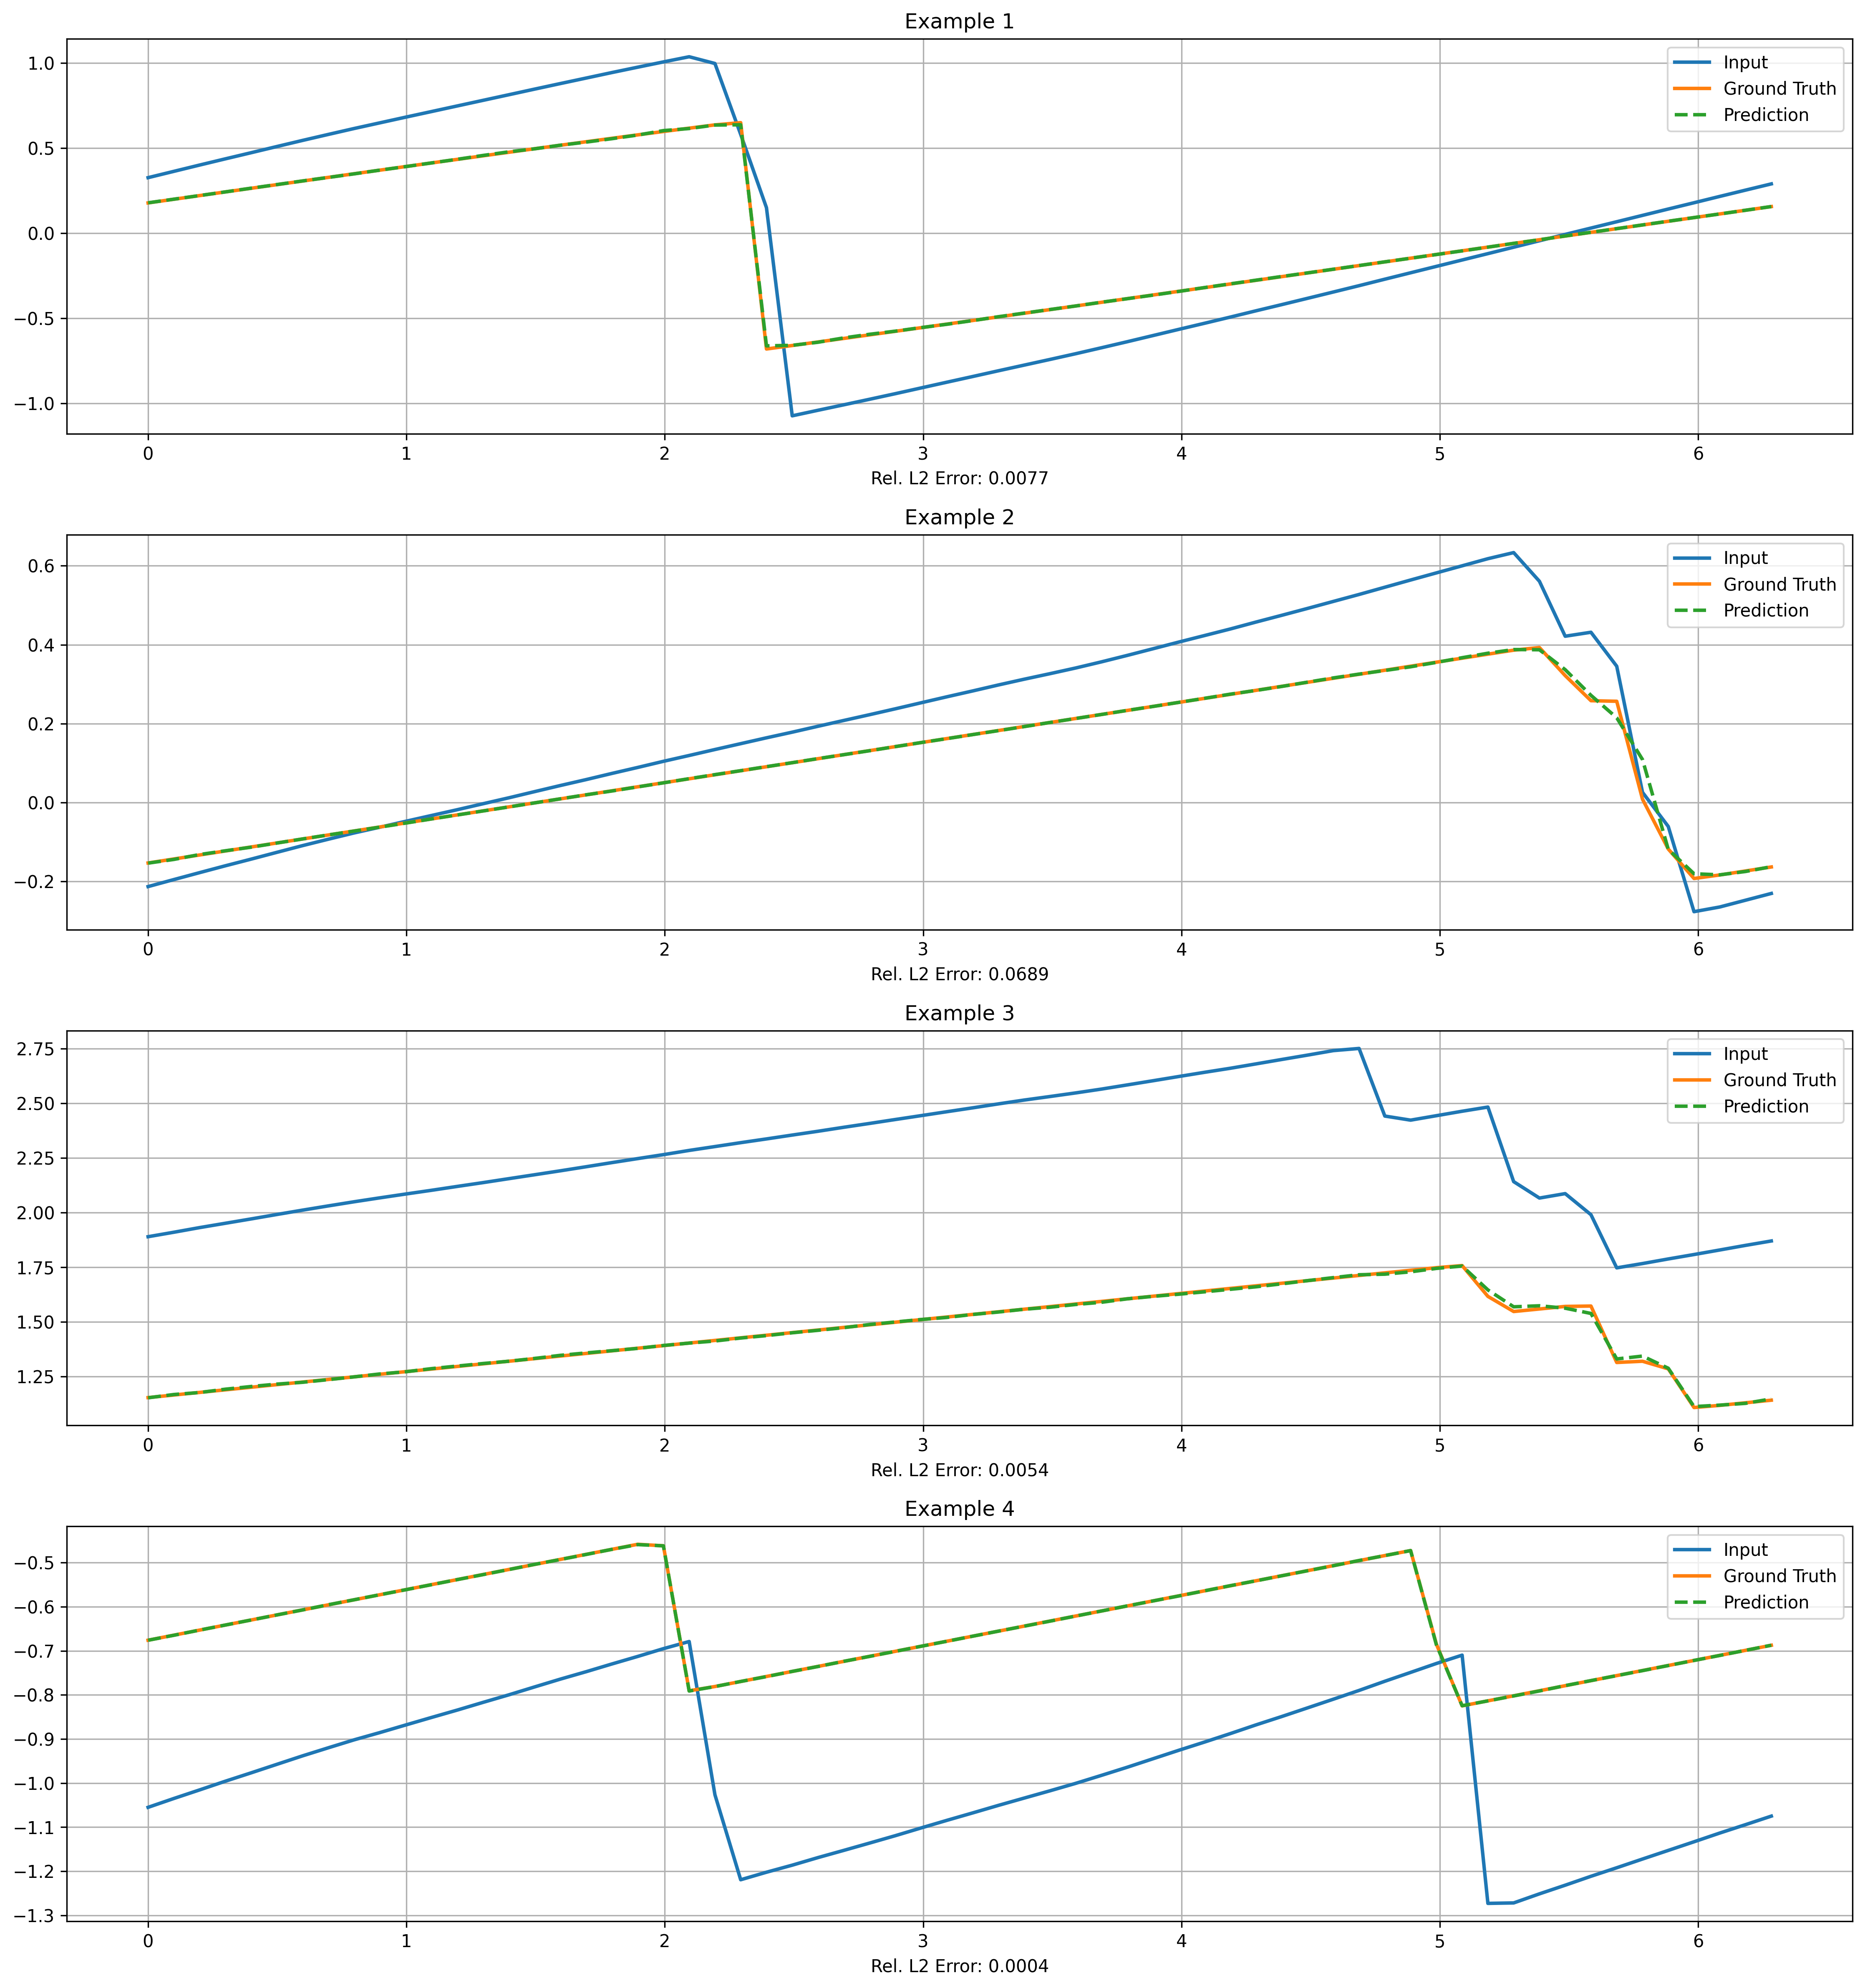 Example 1
1.0
0.5
0.0
−0.5
−1.0
Input
Ground Truth
Prediction
0 1 2 3 4 5 6
Rel. L2 Error: 0.0077
Example 2
0.6
0.4
0.2
0.0
−0.2
Input
Ground Truth
Prediction
0 1 2 3 4 5 6
Rel. L2 Error: 0.0689
Example 3
2.75
2.50
2.25
2.00
1.75
1.50
1.25
Input
Ground Truth
Prediction
0 1 2 3 4 5 6
Rel. L2 Error: 0.0054
Example 4
−0.5
−0.6
−0.7
−0.8
−0.9
−1.0
−1.1
−1.2
−1.3
Input
Ground Truth
Prediction
0 1 2 3 4 5 6
Rel. L2 Error: 0.0004